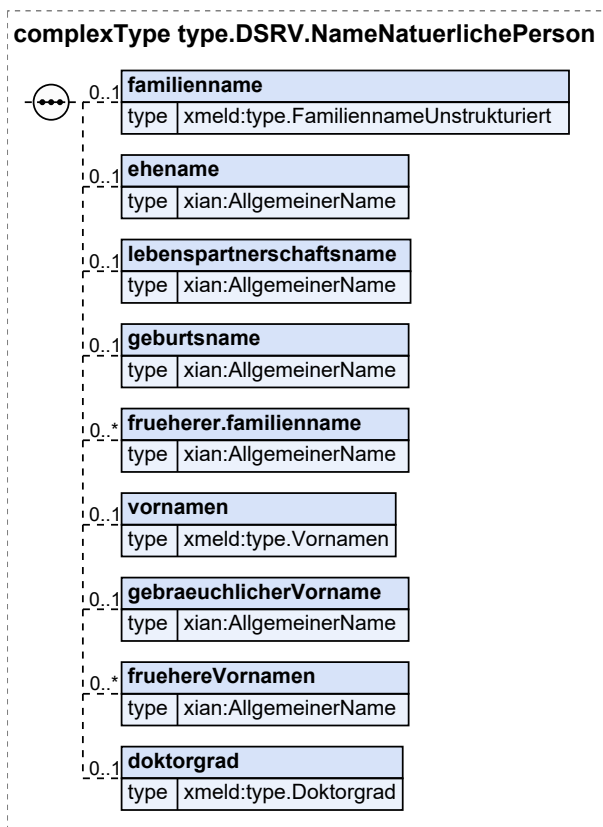 complexType type.DSRV.NameNatuerlichePerson
0..1 familienname
type xmeld:type.FamiliennameUnstrukturiert
0..1 ehename
type xian:AllgemeinerName
0..1 lebenspartnerschaftsname
type xian:AllgemeinerName
0..1 geburtsname
type xian:AllgemeinerName
0..* frueherer.familienname
type xian:AllgemeinerName
0..1 vornamen
type xmeld:type.Vornamen
0..1 gebraeuchlicherVorname
type xian:AllgemeinerName
0..* fruehereVornamen
type xian:AllgemeinerName
0..1 doktorgrad
type xmeld:type.Doktorgrad